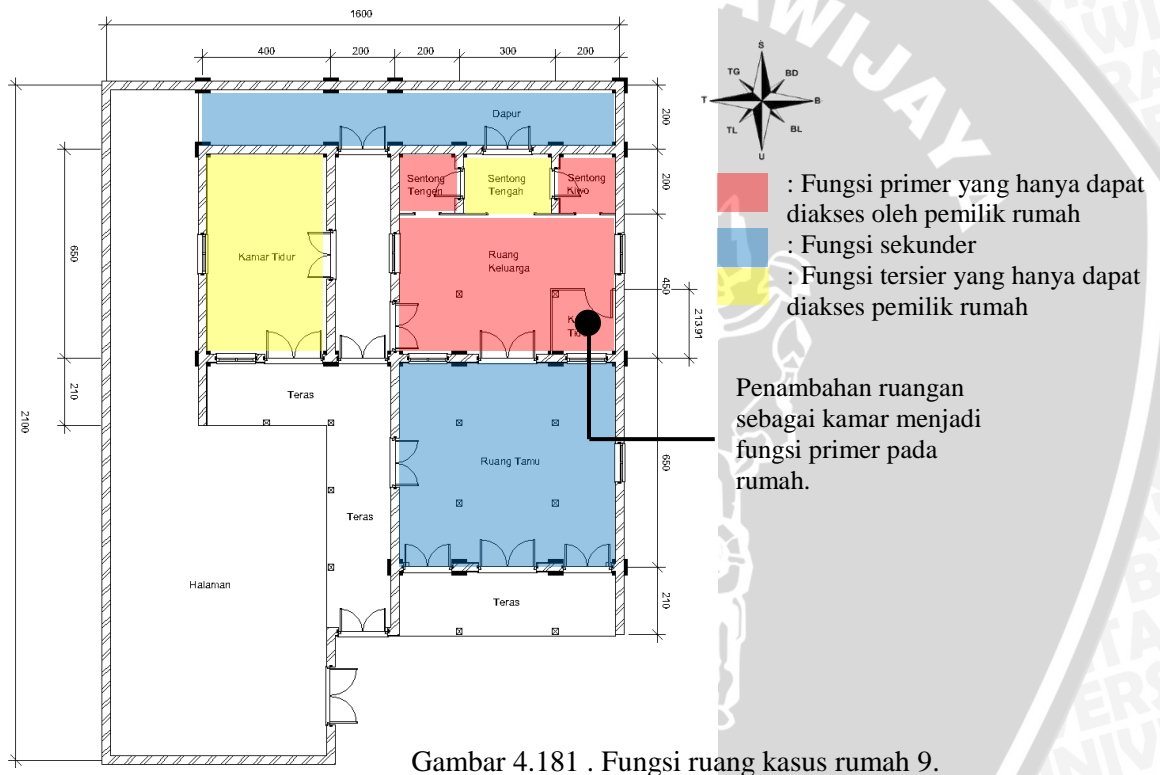 1600
400
200
200
300
200
Dapur
200
Sentong
Tengen
Sentong
Tengah
Sentong
Kiwo
200
650
Kamar Tidur
Ruang
Keluarga
450
213.91
210
Teras
2100
Ruang Tamu
650
Teras
Halaman
Teras
210
S
TG
BD
T
B
TL
BL
U
: Fungsi primer yang hanya dapat
diakses oleh pemilik rumah
: Fungsi sekunder
: Fungsi tersier yang hanya dapat
diakses pemilik rumah
Penambahan ruangan
sebagai kamar menjadi
fungsi primer pada
rumah.
Gambar 4.181 . Fungsi ruang kasus rumah 9.
AWIJAYA